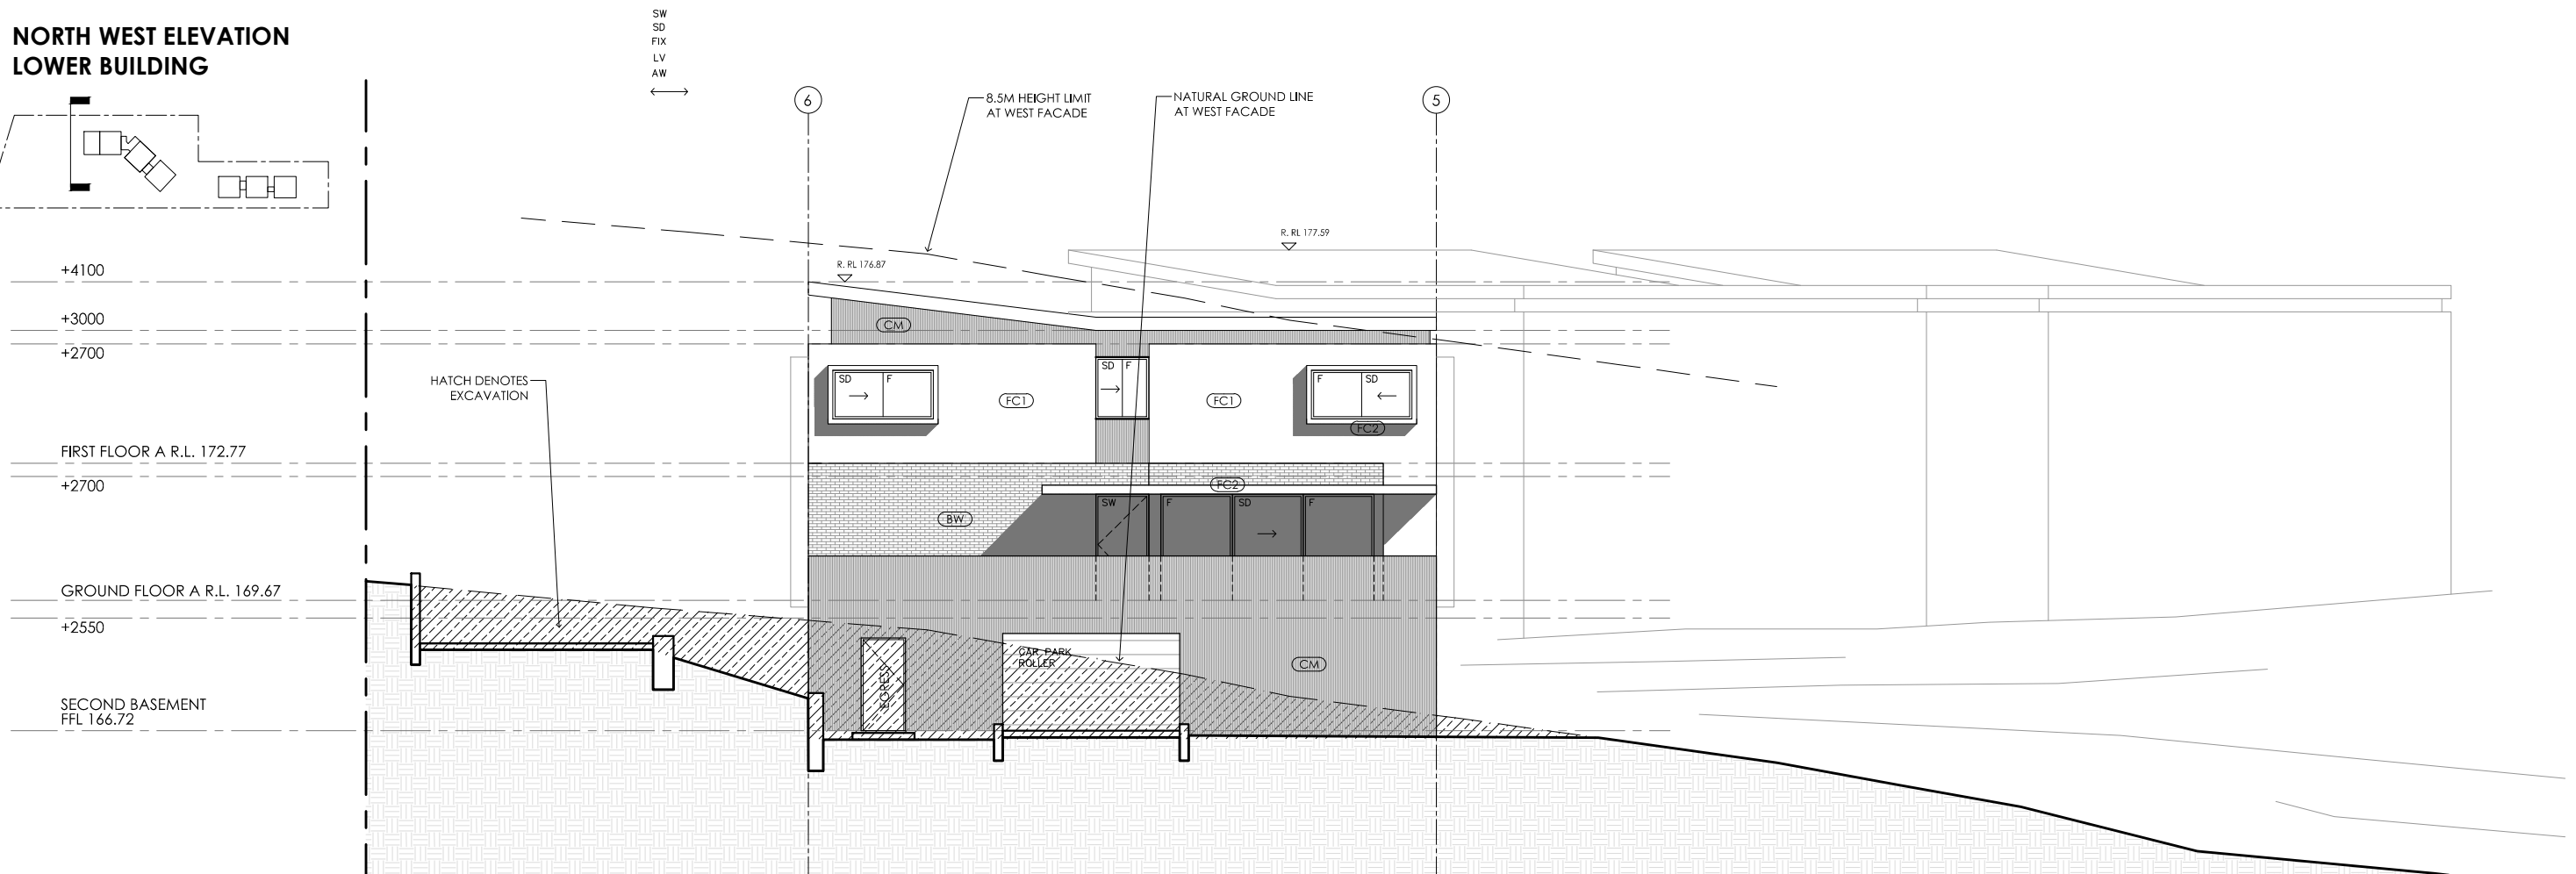 NORTH WEST ELEVATION
LOWER BUILDING
SW
SD
FIX
LV
AW
6
8.5M HEIGHT LIMIT
AT WEST FACADE
NATURAL GROUND LINE
AT WEST FACADE
5
R. RL 177.59
R. RL 176.87
+4100
+3000
CM
+2700
HATCH DENOTES
EXCAVATION
SD F
FC1
SD F
FC1
F SD
FC2
FIRST FLOOR A R.L. 172.77
+2700
FC2
SW F SD F
BW
GROUND FLOOR A R.L. 169.67
+2550
CAR PARK
ROLLER
CM
EGRESS
SECOND BASEMENT
FFL 166.72